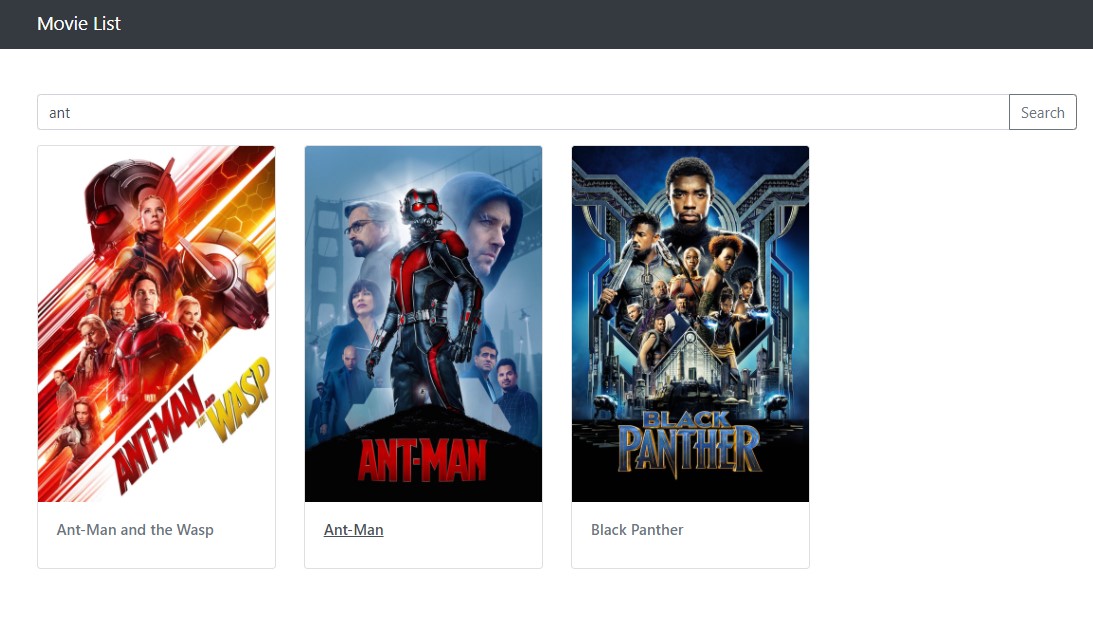 Movie List
ant
Search
ANT-MAN
AND
THE
WASP
ANT-MAN
BLACK
PANTHER
Ant-Man and the Wasp
Ant-Man
Black Panther